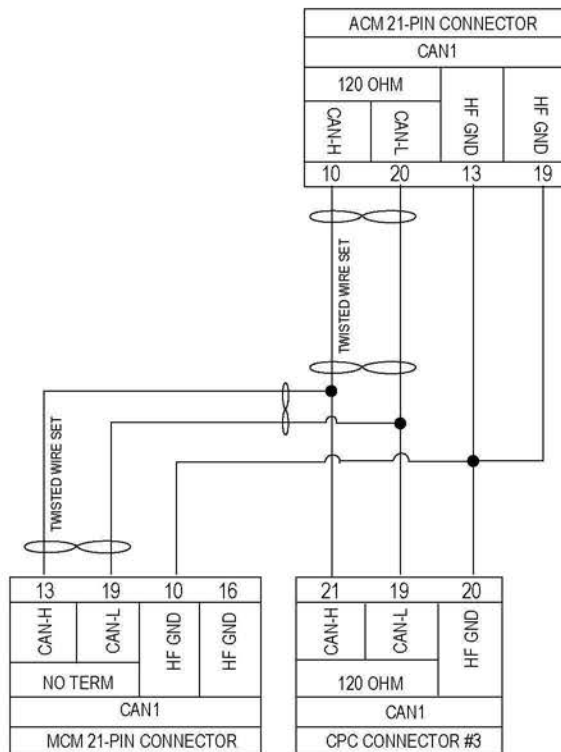 ACM 21-PIN CONNECTOR
CAN1
120 OHM
CAN-H
CAN-L
HF GND
HF GND
10 20 13 19
TWISTED WIRE SET
TWISTED WIRE SET
13 19 10 16
CAN-H
CAN-L
HF GND
HF GND
NO TERM
CAN1
MCM 21-PIN CONNECTOR
21 19 20
CAN-H
CAN-L
HF GND
120 OHM
CAN1
CPC CONNECTOR #3